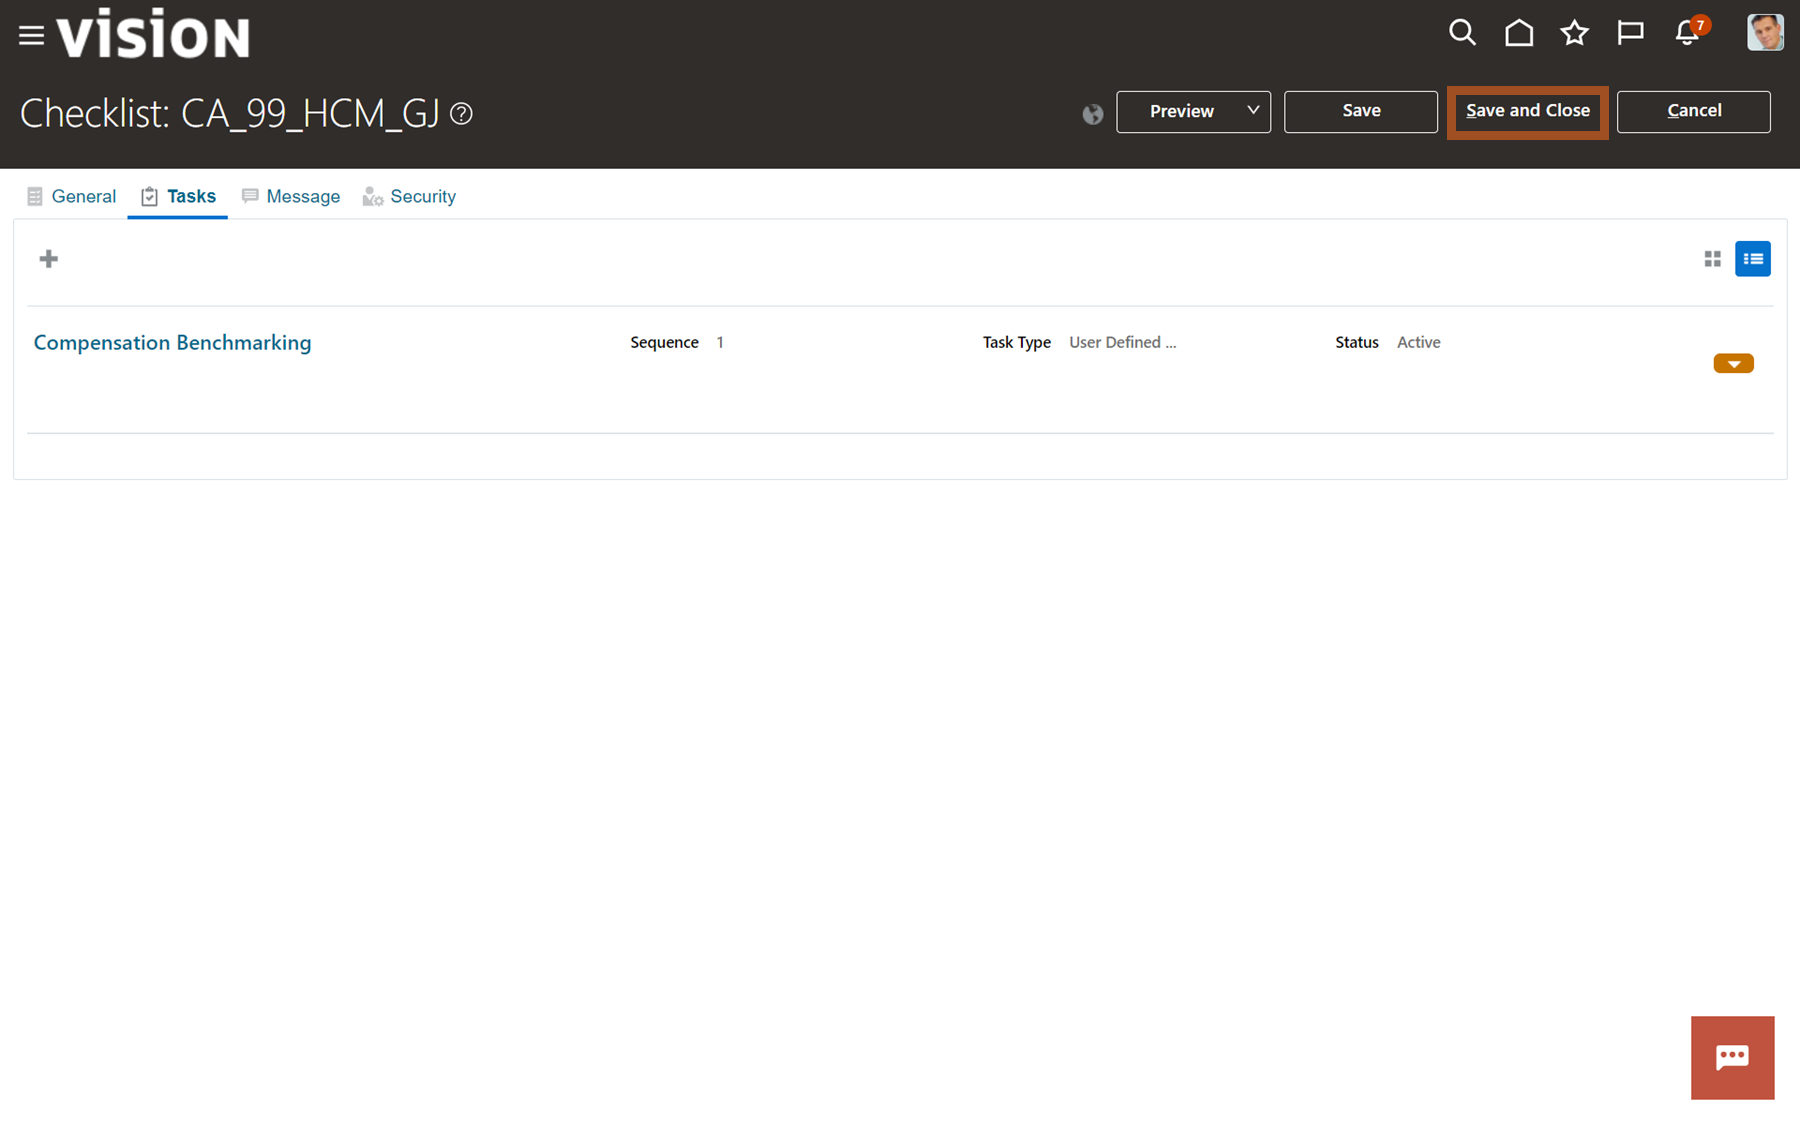 vision
7
Checklist: CA_99_HCM_GJ
Preview
Save
Save and Close
Cancel
General
Tasks
Message
Security
Compensation Benchmarking
Sequence 1
Task Type User Defined ...
Status Active